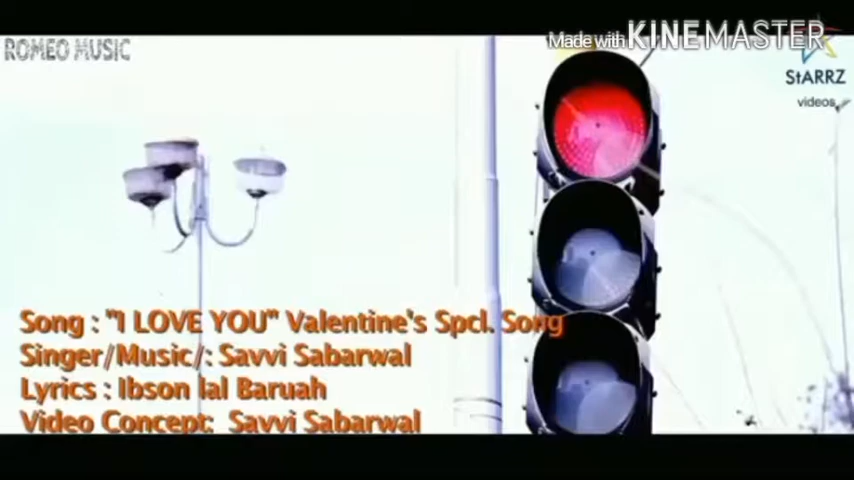 ROMEO MUSIC
Made with KINEMASTER
StARRZ
videos
Song : "I LOVE YOU" Valentine's Spcl. Song
Singer/Music/: Savvi Sabarwal
Lyrics : Ibson lal Baruah
Video Concept: Savvi Sabarwal